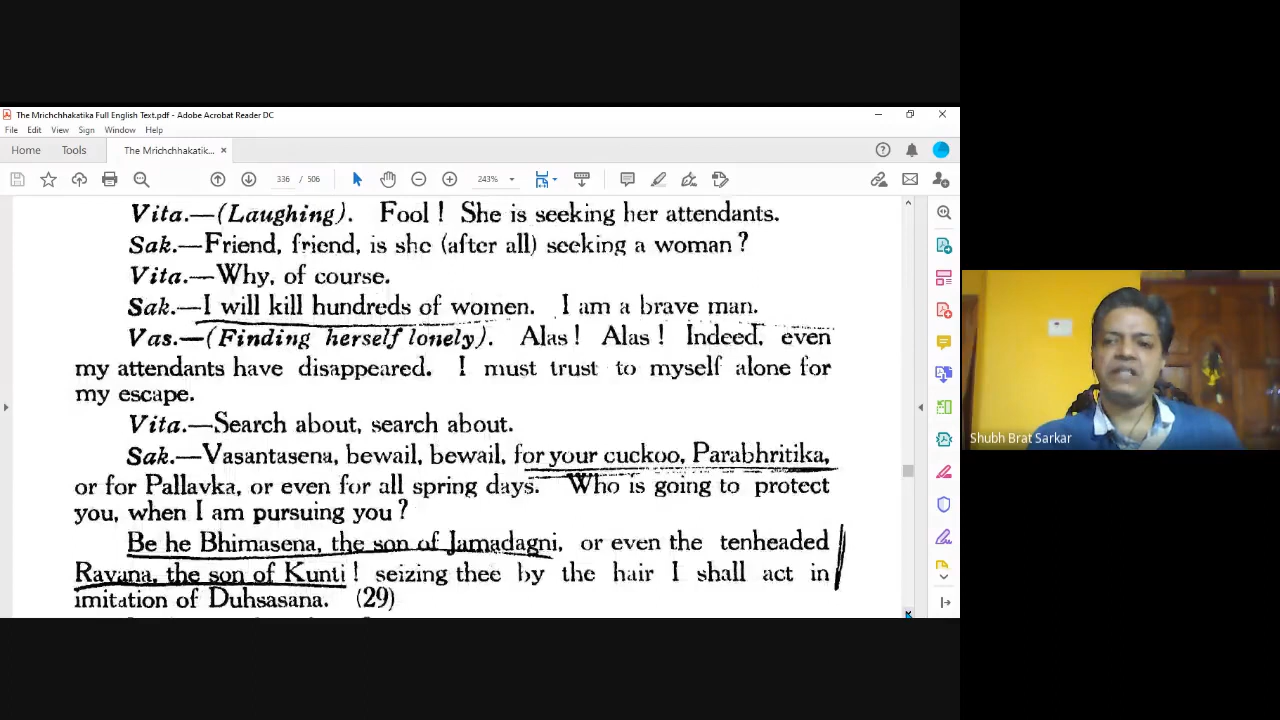 The Mrichchhakatika Full English Text.pdf - Adobe Acrobat Reader DC
File Edit View Sign Window Help
Home Tools The Mrichchhakatik... ×
336 / 506 243%
Vita.—(Laughing). Fool ! She is seeking her attendants.
Sak.—Friend, friend, is she (after all) seeking a woman ?
Vita.—Why, of course.
Sak.—I will kill hundreds of women. I am a brave man.
Vas.—(Finding herself lonely). Alas ! Alas ! Indeed, even
my attendants have disappeared. I must trust to myself alone for
my escape.
Vita.—Search about, search about.
Sak.—Vasantasena, bewail, bewail, for your cuckoo, Parabhritika,
or for Pallavka, or even for all spring days. Who is going to protect
you, when I am pursuing you ?
Be he Bhimasena, the son of Jamadagni, or even the tenheaded
Ravana, the son of Kunti ! seizing thee by the hair I shall act in
imitation of Duhsasana. (29)
Shubh Brat Sarkar